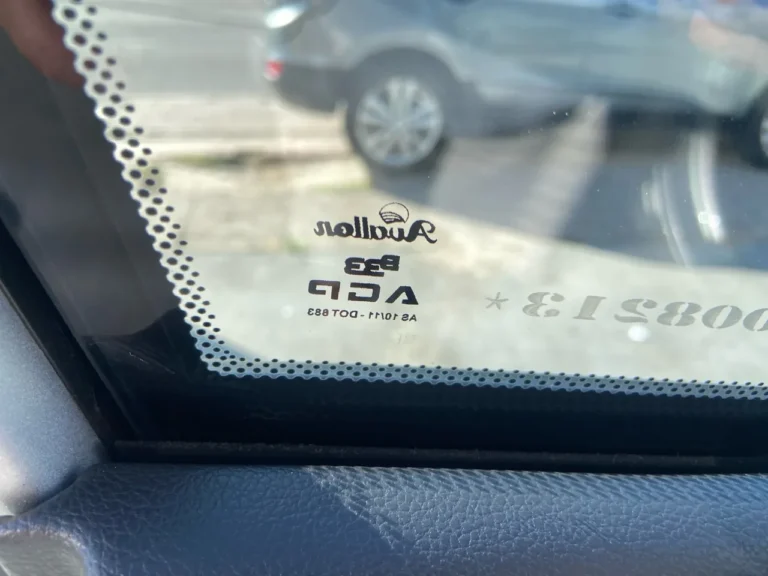 Avallon
B33
AGP
AS 10/11 - DOT 883
008213 *